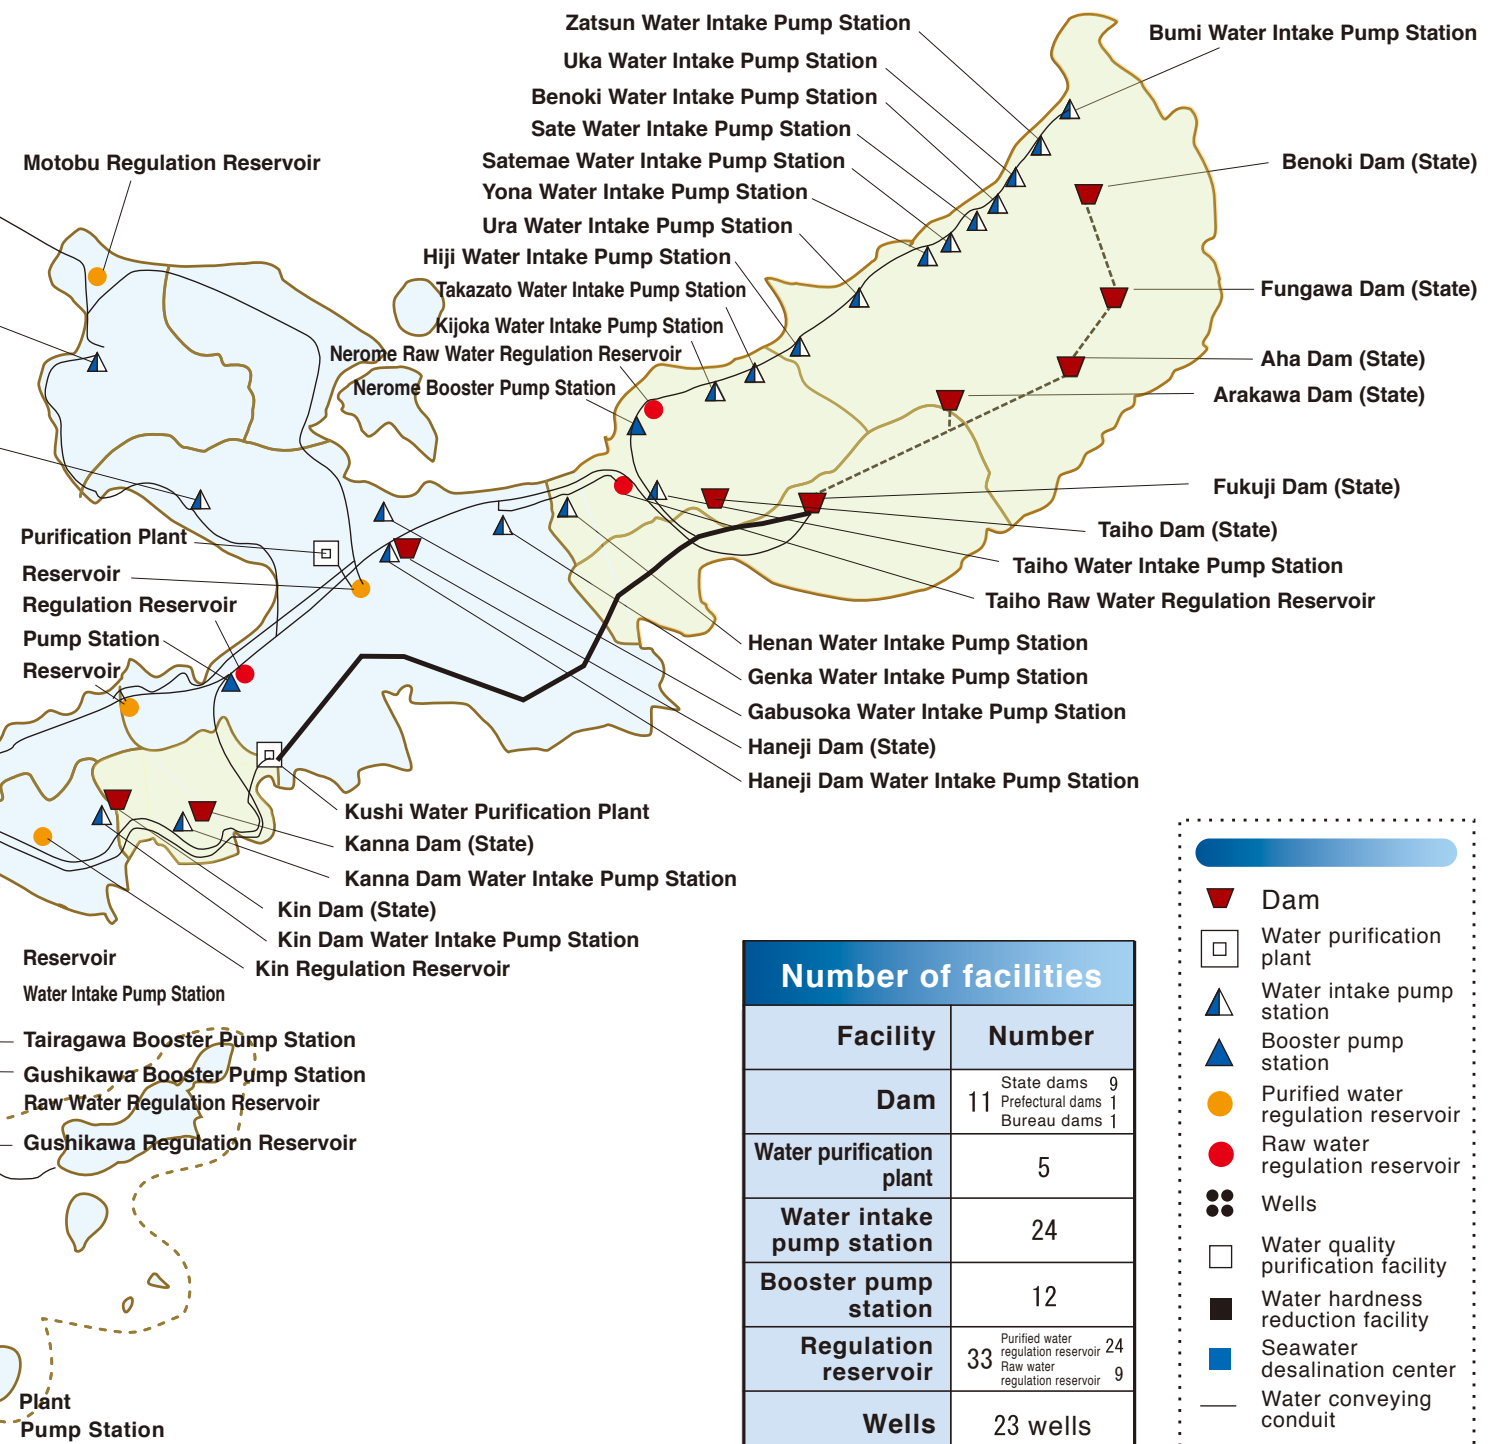 Zatsun Water Intake Pump Station
Bumi Water Intake Pump Station
Uka Water Intake Pump Station
Benoki Water Intake Pump Station
Sate Water Intake Pump Station
Satemae Water Intake Pump Station
Yona Water Intake Pump Station
Ura Water Intake Pump Station
Hiji Water Intake Pump Station
Takazato Water Intake Pump Station
Kijoka Water Intake Pump Station
Nerome Raw Water Regulation Reservoir
Nerome Booster Pump Station
Motobu Regulation Reservoir
Benoki Dam (State)
Fungawa Dam (State)
Aha Dam (State)
Arakawa Dam (State)
Fukuji Dam (State)
Taiho Dam (State)
Taiho Water Intake Pump Station
Taiho Raw Water Regulation Reservoir
Henan Water Intake Pump Station
Genka Water Intake Pump Station
Gabusoka Water Intake Pump Station
Haneji Dam (State)
Haneji Dam Water Intake Pump Station
Purification Plant
Reservoir
Regulation Reservoir
Pump Station
Reservoir
Kushi Water Purification Plant
Kanna Dam (State)
Kanna Dam Water Intake Pump Station
Kin Dam (State)
Kin Dam Water Intake Pump Station
Kin Regulation Reservoir
Reservoir
Water Intake Pump Station
Tairagawa Booster Pump Station
Gushikawa Booster Pump Station
Raw Water Regulation Reservoir
Gushikawa Regulation Reservoir
Plant
Pump Station
Number of facilities
Facility Number
Dam 11 State dams 9
Prefectural dams 1
Bureau dams 1
Water purification
plant 5
Water intake
pump station 24
Booster pump
station 12
Regulation
reservoir 33 Purified water
regulation reservoir 24
Raw water
regulation reservoir 9
Wells 23 wells
Dam
Water purification
plant
Water intake pump
station
Booster pump
station
Purified water
regulation reservoir
Raw water
regulation reservoir
Wells
Water quality
purification facility
Water hardness
reduction facility
Seawater
desalination center
Water conveying
conduit